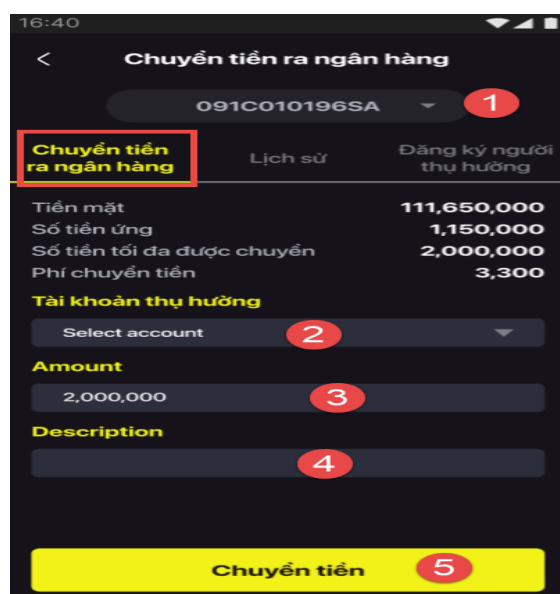 16:40
< Chuyển tiền ra ngân hàng
091C010196SA 1
Chuyển tiền
ra ngân hàng
Lịch sử
Đăng ký người
thụ hưởng
Tiền mặt 111,650,000
Số tiền ứng 1,150,000
Số tiền tối đa được chuyển 2,000,000
Phí chuyển tiền 3,300
Tài khoản thụ hưởng
Select account 2
Amount
2,000,000 3
Description
4
Chuyển tiền 5